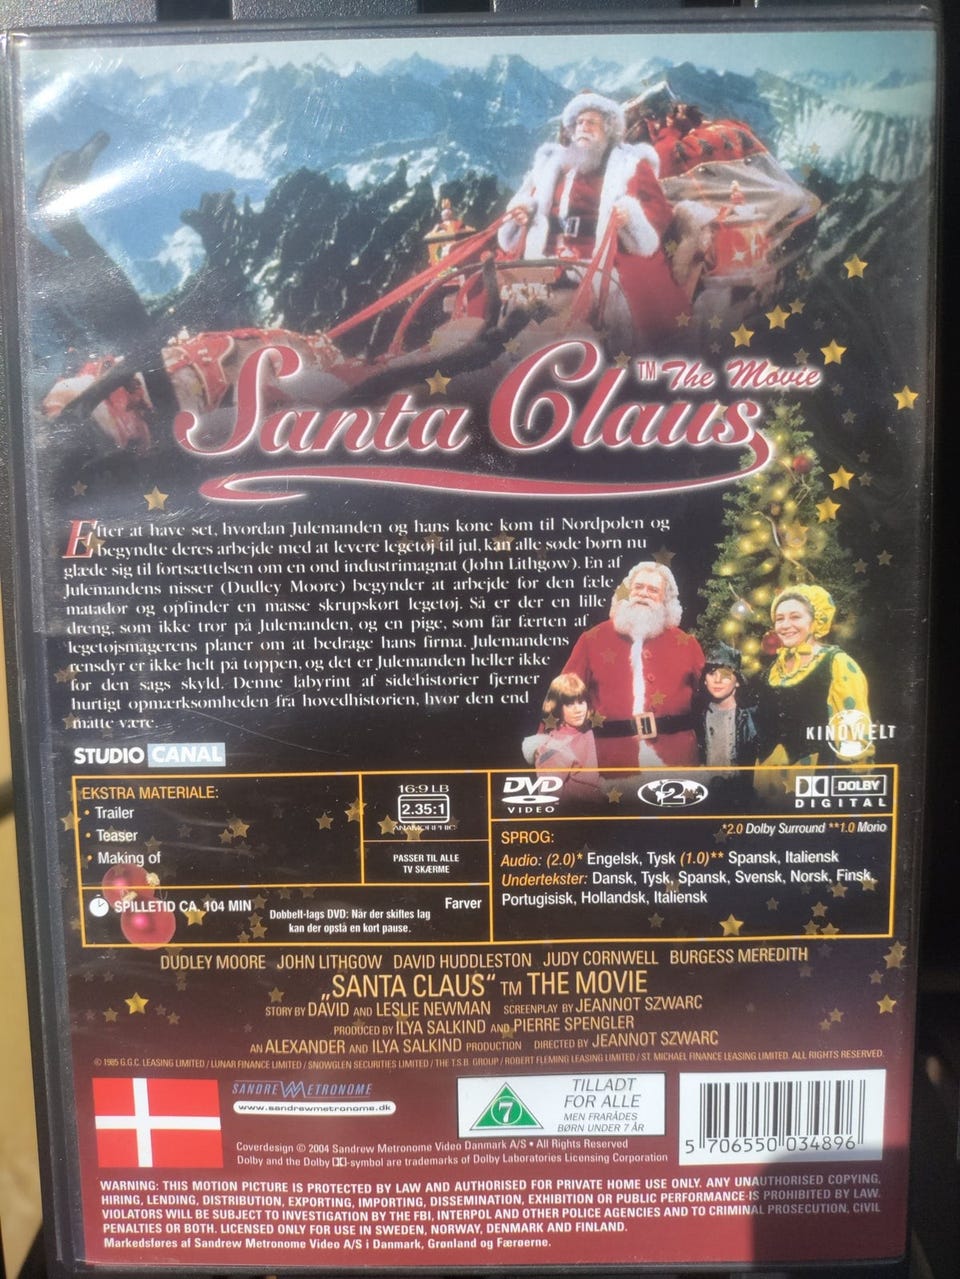 Santa Claus TM The Movie
Efter at have set, hvordan Julemanden og hans kone kom til Nordpolen og
begyndte deres arbejde med at levere legetøj til jul, kan alle søde børn nu
glæde sig til fortsættelsen om en ond industrimagnat (John Lithgow). En af
Julemandens nisser (Dudley Moore) begynder at arbejde for den fæle
matador og opfinder en masse skrupskørt legetøj. Så er der en lille
dreng, som ikke tror på Julemanden, og en pige, som får færten af
legetøjsmagerens planer om at bedrage hans firma. Julemandens
rensdyr er ikke helt på toppen, og det er Julemanden heller ikke
for den sags skyld. Denne labyrint af sidehistorier fjerner
hurtigt opmærksomheden fra hovedhistorien, hvor den end
måtte være.
KINOWELT
STUDIO CANAL
EKSTRA MATERIALE:
• Trailer
• Teaser
• Making of
16:9 LB
2.35:1
ANAMORPHIC
PASSER TIL ALLE
TV SKÆRME
SPILLETID CA. 104 MIN
Dobbelt-lags DVD: Når der skiftes lag
kan der opstå en kort pause.
Farver
DVD
VIDEO
2
DOLBY
DIGITAL
*2.0 Dolby Surround **1.0 Mono
SPROG:
Audio: (2.0)* Engelsk, Tysk (1.0)** Spansk, Italiensk
Undertekster: Dansk, Tysk, Spansk, Svensk, Norsk, Finsk,
Portugisisk, Hollandsk, Italiensk
DUDLEY MOORE JOHN LITHGOW DAVID HUDDLESTON JUDY CORNWELL BURGESS MEREDITH
„SANTA CLAUS“ TM THE MOVIE
STORY BY DAVID AND LESLIE NEWMAN SCREENPLAY BY JEANNOT SZWARC
PRODUCED BY ILYA SALKIND AND PIERRE SPENGLER
AN ALEXANDER AND ILYA SALKIND PRODUCTION DIRECTED BY JEANNOT SZWARC
© 1985 G.G.C. LEASING LIMITED / LUNAR FINANCE LIMITED / SNOWGLEN SECURITIES LIMITED / THE T.S.B. GROUP / ROBERT FLEMING LEASING LIMITED / ST. MICHAEL FINANCE LEASING LIMITED. ALL RIGHTS RESERVED.
SANDREW METRONOME
www.sandrewmetronome.dk
7
TILLADT
FOR ALLE
MEN FRARÅDES
BØRN UNDER 7 ÅR
5 706550 034896
Coverdesign © 2004 Sandrew Metronome Video Danmark A/S • All Rights Reserved
Dolby and the Dolby DD-symbol are trademarks of Dolby Laboratories Licensing Corporation
WARNING: THIS MOTION PICTURE IS PROTECTED BY LAW AND AUTHORISED FOR PRIVATE HOME USE ONLY. ANY UNAUTHORISED COPYING,
HIRING, LENDING, DISTRIBUTION, EXPORTING, IMPORTING, DISSEMINATION, EXHIBITION OR PUBLIC PERFORMANCE IS PROHIBITED BY LAW.
VIOLATORS WILL BE SUBJECT TO INVESTIGATION BY THE FBI, INTERPOL AND OTHER POLICE AGENCIES AND TO CRIMINAL PROSECUTION, CIVIL
PENALTIES OR BOTH. LICENSED ONLY FOR USE IN SWEDEN, NORWAY, DENMARK AND FINLAND.
Markedsføres af Sandrew Metronome Video A/S i Danmark, Grønland og Færøerne.